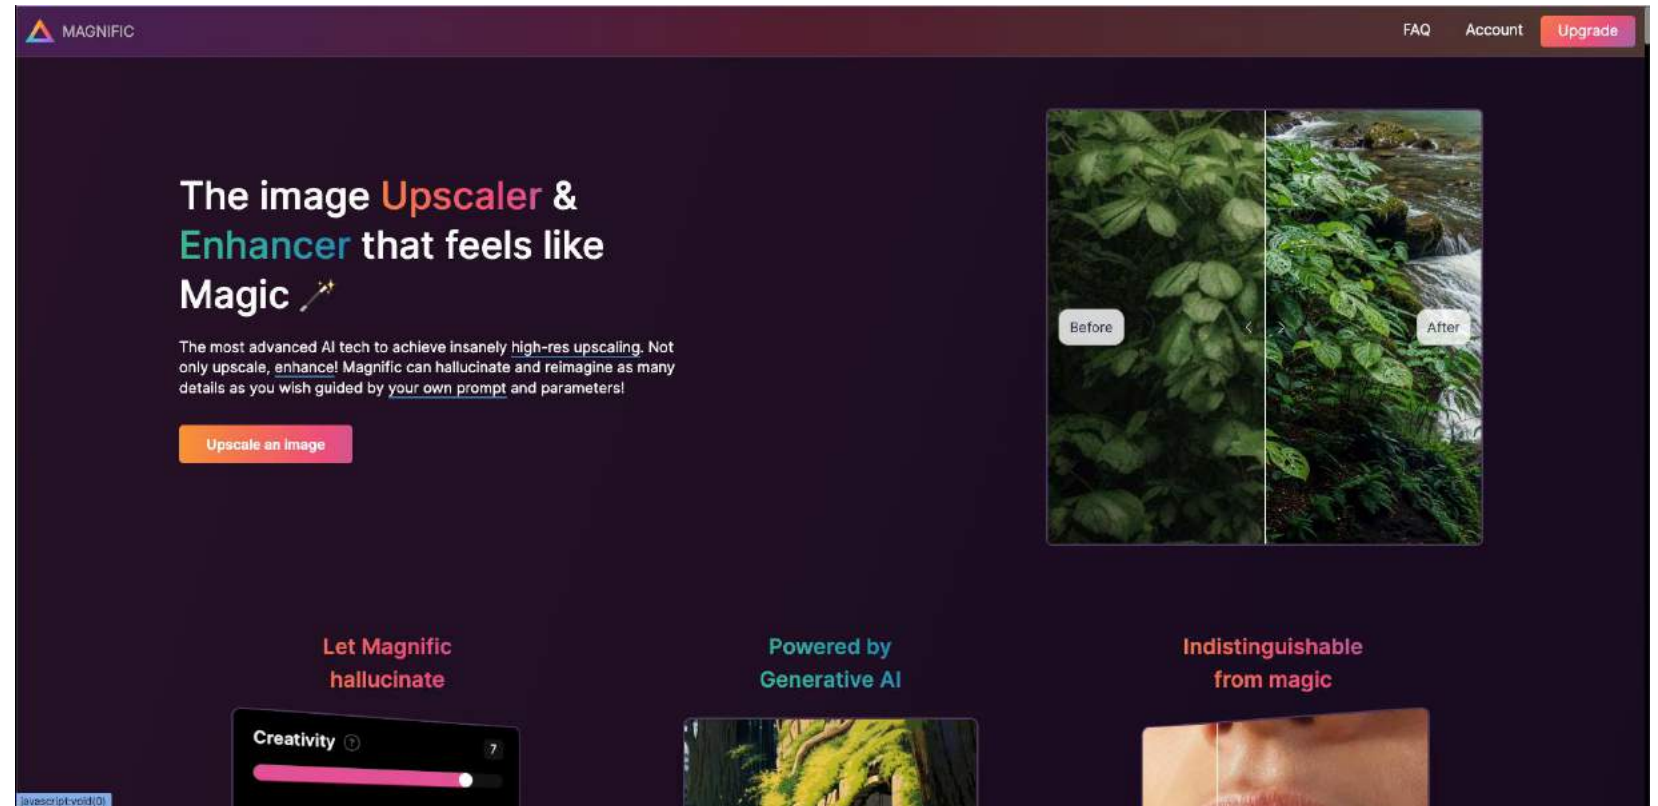 MAGNIFIC
FAQ
Account
Upgrade
The image Upscaler &
Enhancer that feels like
Magic
The most advanced AI tech to achieve insanely high-res upscaling. Not
only upscale, enhance! Magnific can hallucinate and reimagine as many
details as you wish guided by your own prompt and parameters!
Upscale an image
Before
After
Let Magnific
hallucinate
Powered by
Generative AI
Indistinguishable
from magic
Creativity ?
7
javascript:void(0)